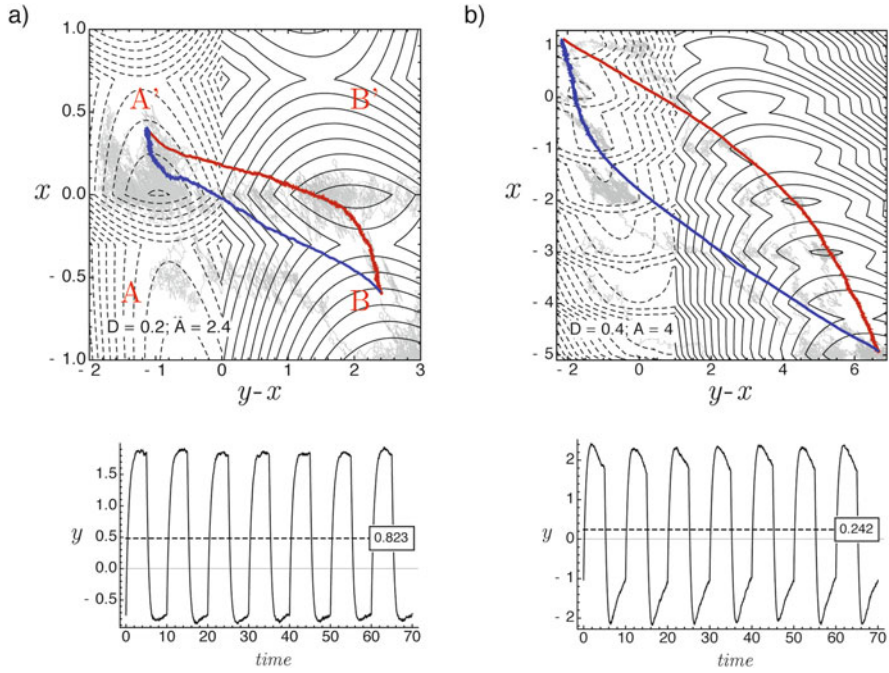 a)
1.0
0.5
x 0.0
- 0.5
- 1.0
A' B'
A B
D = 0.2; A = 2.4
- 2 - 1 0 1 2 3
y - x
b)
1
0
- 1
x - 2
- 3
- 4
- 5
D = 0.4; A = 4
- 2 0 2 4 6
y - x
1.5
1.0
y 0.5
0.0
- 0.5
0.823
0 10 20 30 40 50 60 70
time
2
1
y 0
- 1
- 2
0.242
0 10 20 30 40 50 60 70
time